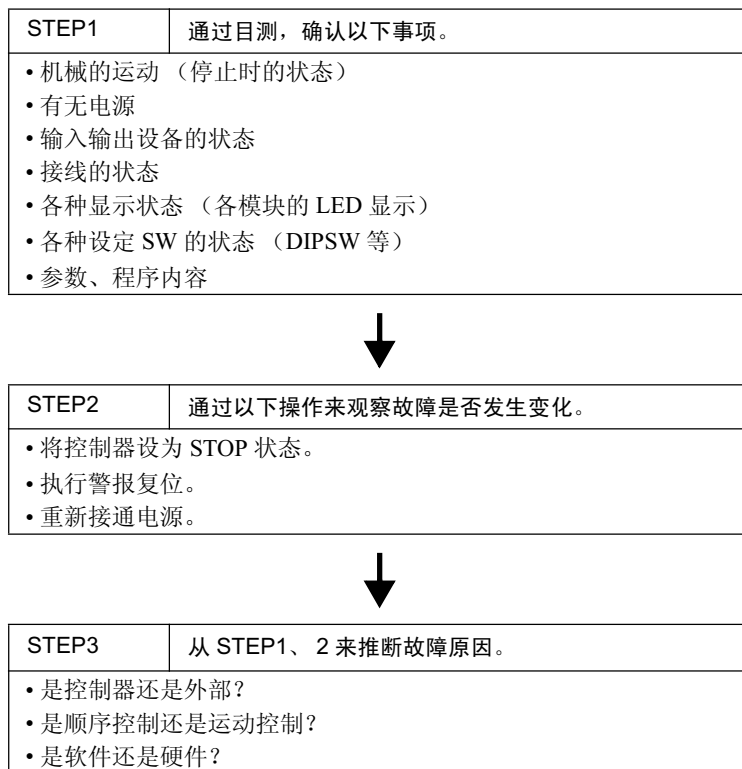 STEP1 通过目测，确认以下事项。
• 机械的运动 （停止时的状态）
• 有无电源
• 输入输出设备的状态
• 接线的状态
• 各种显示状态 （各模块的 LED 显示）
• 各种设定 SW 的状态 （DIPSW 等）
• 参数、程序内容
STEP2 通过以下操作来观察故障是否发生变化。
• 将控制器设为 STOP 状态。
• 执行警报复位。
• 重新接通电源。
STEP3 从 STEP1、 2 来推断故障原因。
• 是控制器还是外部？
• 是顺序控制还是运动控制？
• 是软件还是硬件？